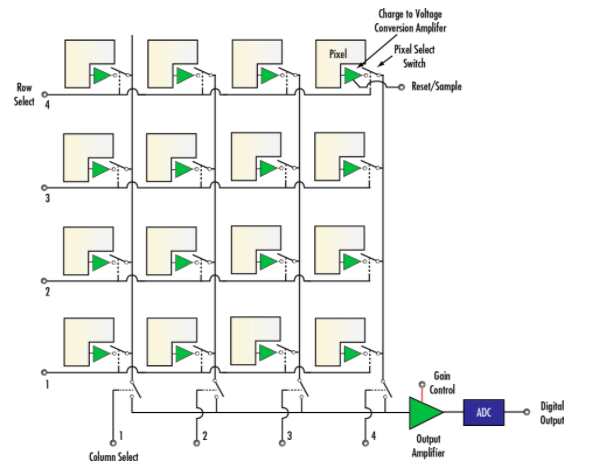 Charge to Voltage
Conversion Amplifer
Pixel
Pixel Select
Switch
Reset/Sample
Row
Select
4
3
2
1
Gain
Control
ADC
Digital
Output
Output
Amplifier
1
2
3
4
Column Select